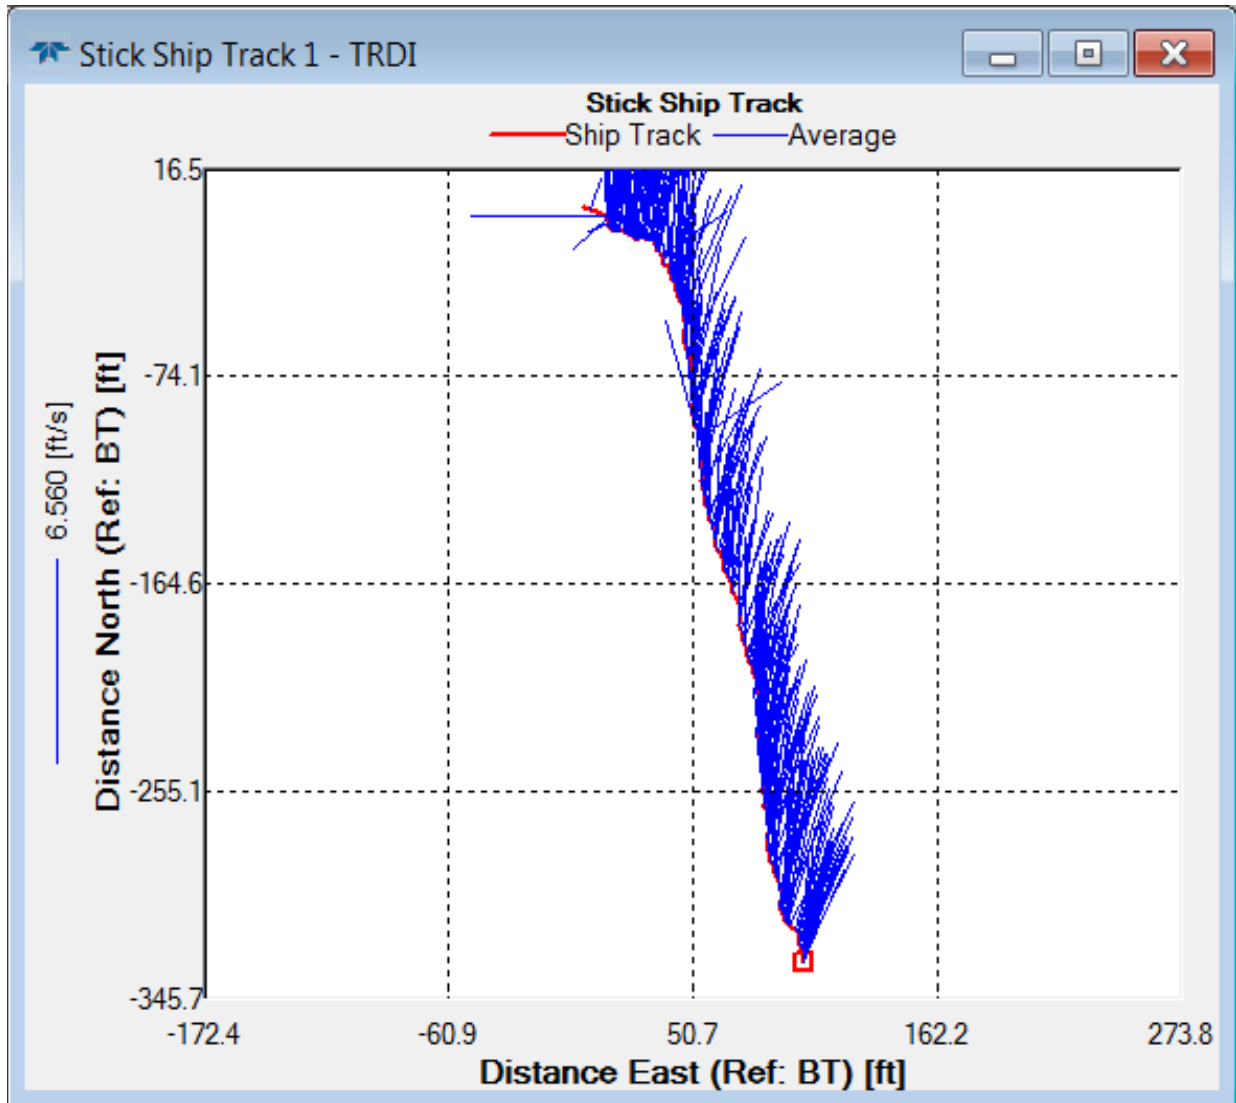 Stick Ship Track 1 - TRDI
Stick Ship Track
Ship Track Average
16.5
-74.1
-164.6
-255.1
-345.7
Distance North (Ref: BT) [ft]
6.560 [ft/s]
-172.4 -60.9 50.7 162.2 273.8
Distance East (Ref: BT) [ft]